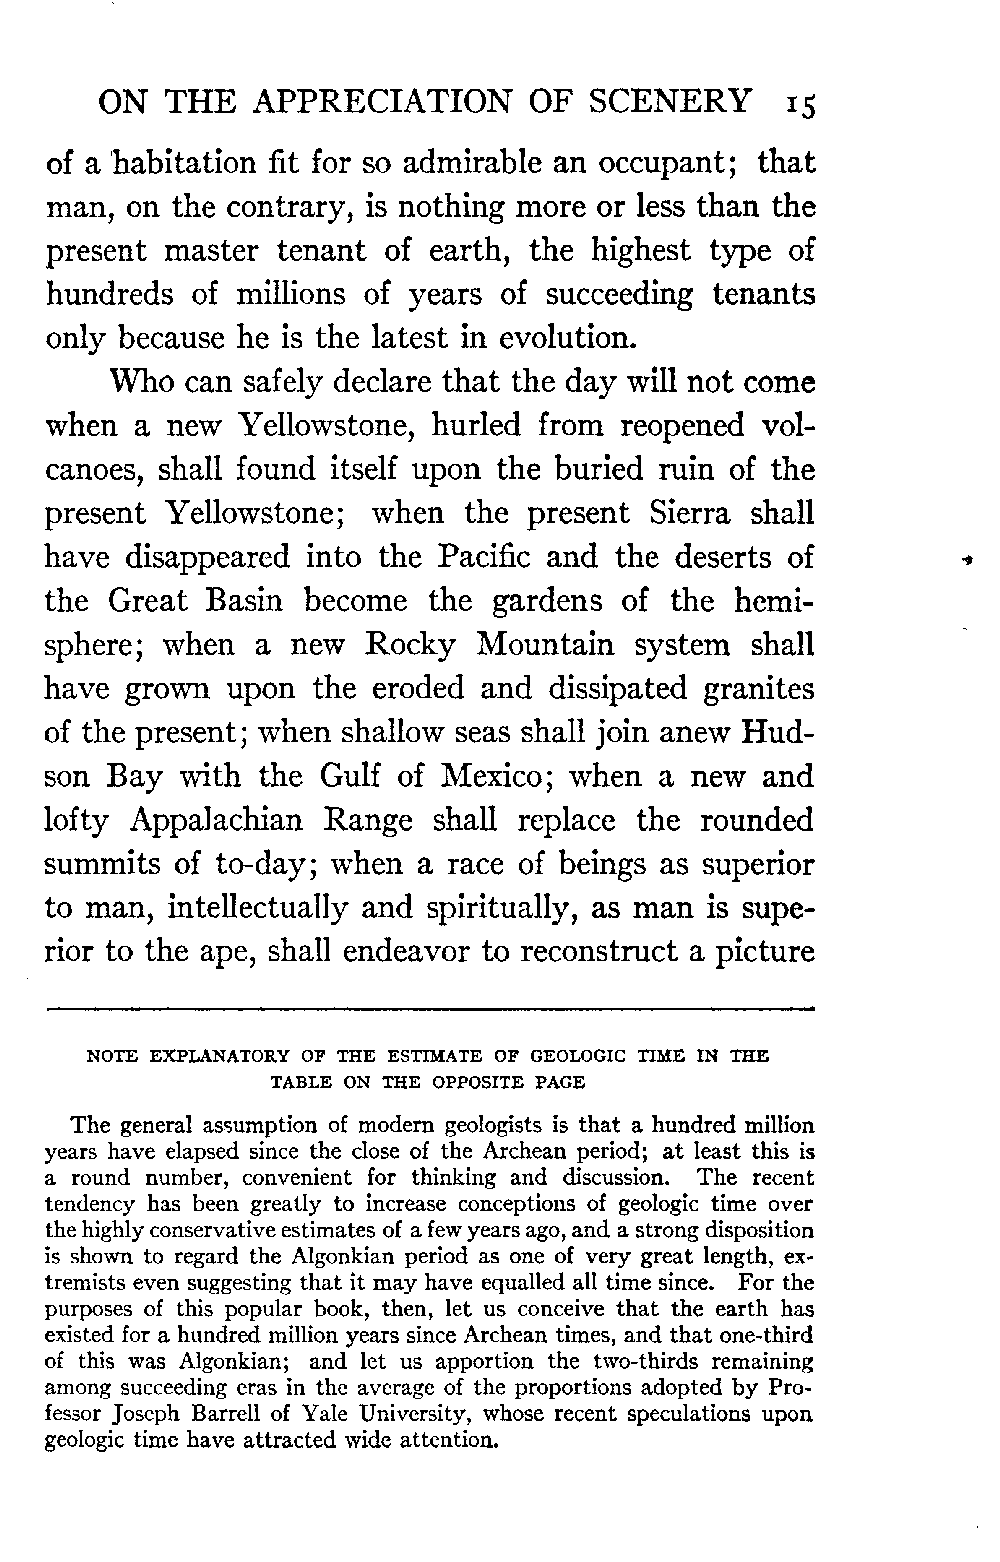 ON THE APPRECIATION OF SCENERY 15
of a habitation fit for so admirable an occupant; that
man, on the contrary, is nothing more or less than the
present master tenant of earth, the highest type of
hundreds of millions of years of succeeding tenants
only because he is the latest in evolution.
Who can safely declare that the day will not come
when a new Yellowstone, hurled from reopened vol-
canoes, shall found itself upon the buried ruin of the
present Yellowstone; when the present Sierra shall
have disappeared into the Pacific and the deserts of
the Great Basin become the gardens of the hemi-
sphere; when a new Rocky Mountain system shall
have grown upon the eroded and dissipated granites
of the present; when shallow seas shall join anew Hud-
son Bay with the Gulf of Mexico; when a new and
lofty Appalachian Range shall replace the rounded
summits of to-day; when a race of beings as superior
to man, intellectually and spiritually, as man is supe-
rior to the ape, shall endeavor to reconstruct a picture
NOTE EXPLANATORY OF THE ESTIMATE OF GEOLOGIC TIME IN THE
TABLE ON THE OPPOSITE PAGE
The general assumption of modern geologists is that a hundred million
years have elapsed since the close of the Archean period; at least this is
a round number, convenient for thinking and discussion. The recent
tendency has been greatly to increase conceptions of geologic time over
the highly conservative estimates of a few years ago, and a strong disposition
is shown to regard the Algonkian period as one of very great length, ex-
tremists even suggesting that it may have equalled all time since. For the
purposes of this popular book, then, let us conceive that the earth has
existed for a hundred million years since Archean times, and that one-third
of this was Algonkian; and let us apportion the two-thirds remaining
among succeeding eras in the average of the proportions adopted by Pro-
fessor Joseph Barrell of Yale University, whose recent speculations upon
geologic time have attracted wide attention.